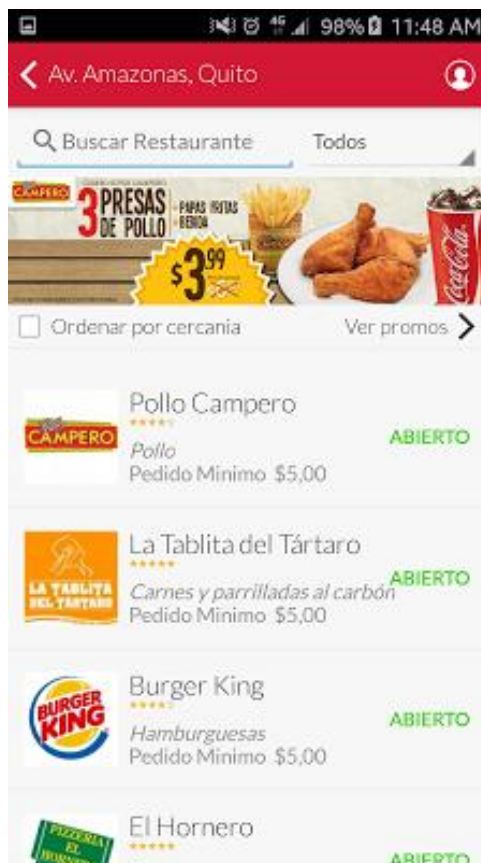 4G 98% 11:48 AM
Av. Amazonas, Quito
Buscar Restaurante Todos
CAMPERO
3 PRESAS DE POLLO
PAPAS FRITAS
BEBIDA
$3.99
Coca-Cola
Ordenar por cercania Ver promos
CAMPERO
Pollo Campero
Pollo
ABIERTO
Pedido Minimo $5,00
LA TABLITA
DEL TARTARO
La Tablita del Tártaro
Carnes y parrilladas al carbón
ABIERTO
Pedido Minimo $5,00
BURGER
KING
Burger King
Hamburguesas
ABIERTO
Pedido Minimo $5,00
PIZZERIA
EL
HORNERO
El Hornero
ABIERTO